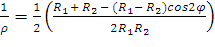 1/ρ = 1/2 ( (R₁ + R₂ − (R₁ − R₂)cos2φ) / (2R₁R₂) )